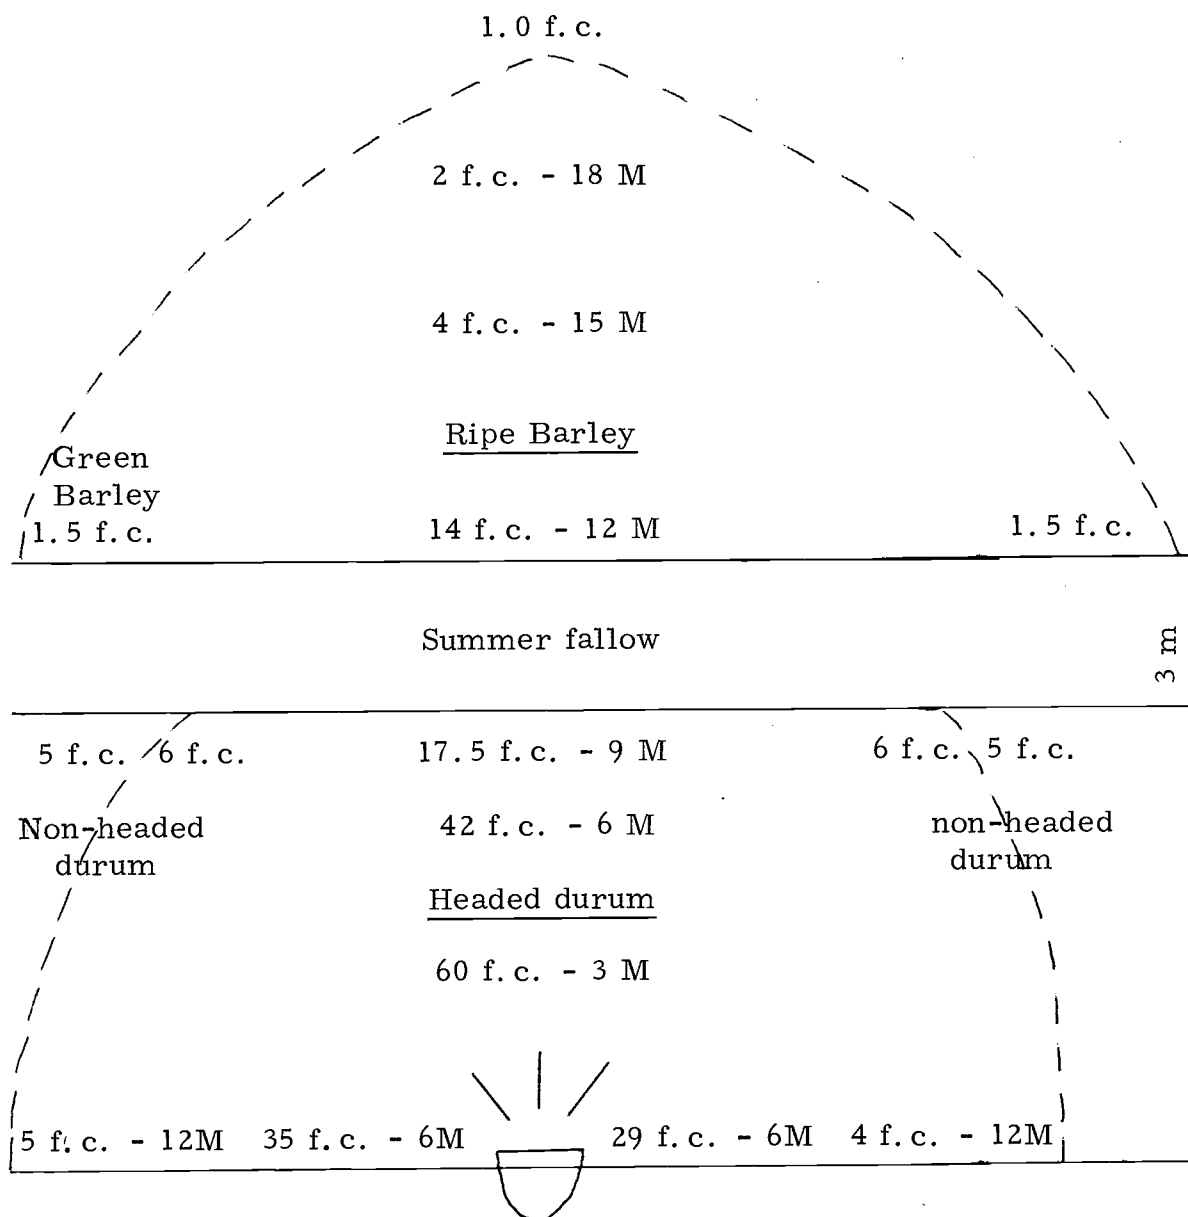 1.0 f.c.
2 f.c. - 18 M
4 f.c. - 15 M
Ripe Barley
Green
Barley
1.5 f.c. 14 f.c. - 12 M 1.5 f.c.
Summer fallow
3 m
5 f.c. 6 f.c. 17.5 f.c. - 9 M 6 f.c. 5 f.c.
Non-headed 42 f.c. - 6 M non-headed
durum durum
Headed durum
60 f.c. - 3 M
5 f.c. - 12M 35 f.c. - 6M 29 f.c. - 6M 4 f.c. - 12M